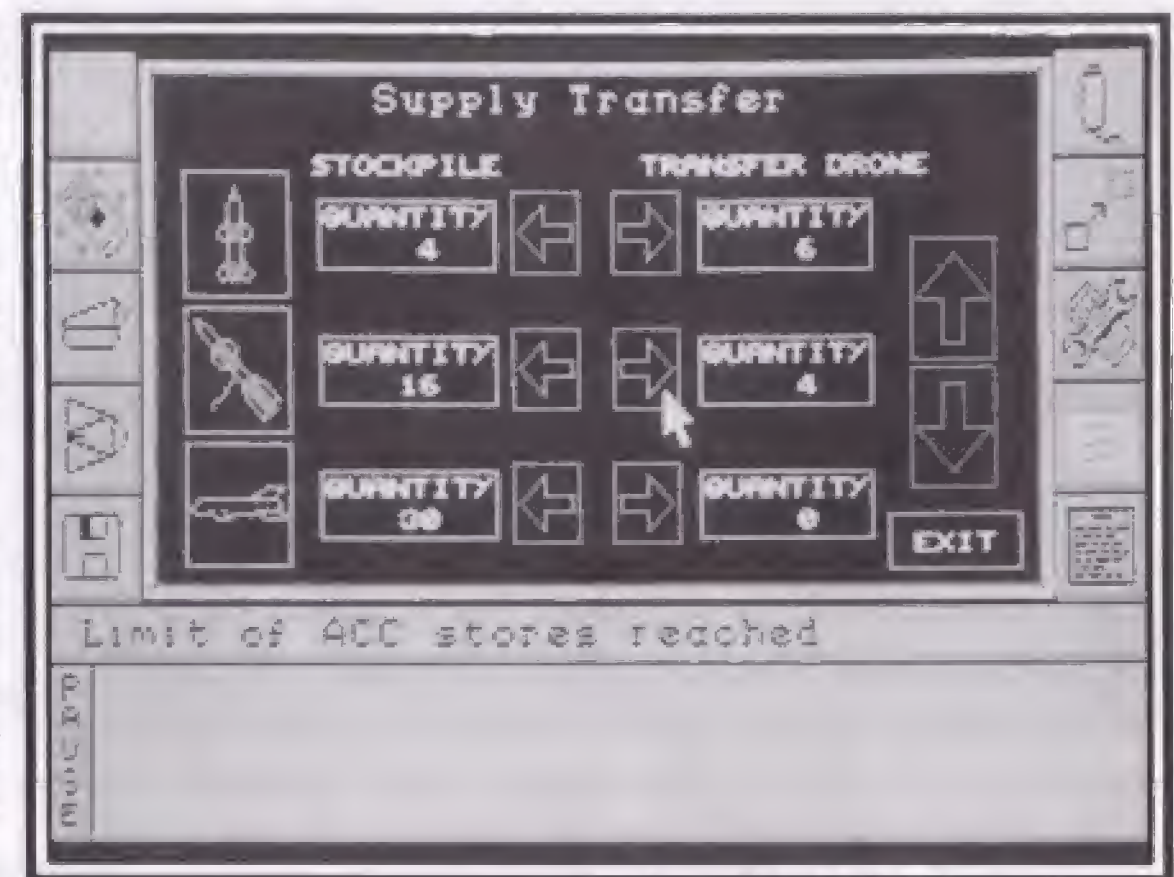 Supply Transfer
STOCKPILE TRANSFER DRONE
QUANTITY QUANTITY
4 6
QUANTITY QUANTITY
16 4
QUANTITY QUANTITY
0
EXIT
Limit of ACC stores reached